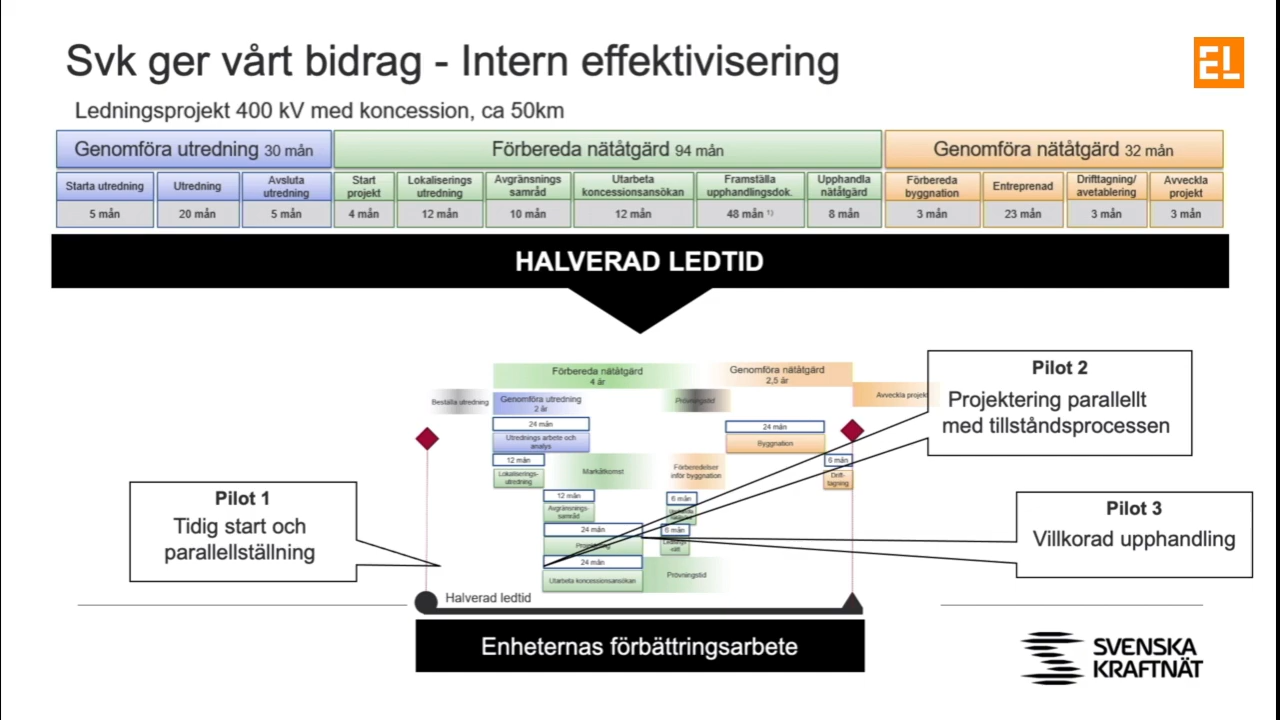 Svk ger vårt bidrag - Intern effektivisering
EL
Ledningsprojekt 400 kV med koncession, ca 50km
Genomföra utredning 30 mån
Förbereda nätåtgärd 94 mån
Genomföra nätåtgärd 32 mån
Starta utredning
Utredning
Avsluta
utredning
Start
projekt
Lokaliserings
utredning
Avgränsnings
samråd
Utarbeta
koncessionsansökan
Framställa
upphandlingsdok.
Upphandla
nätåtgärd
Förbereda
byggnation
Entreprenad
Drifttagning/
avetablering
Avveckla
projekt
5 mån
20 mån
5 mån
4 mån
12 mån
10 mån
12 mån
48 mån 1)
8 mån
3 mån
23 mån
3 mån
3 mån
HALVERAD LEDTID
Förbereda nätåtgärd
4 år
Genomföra nätåtgärd
2,5 år
Beställa utredning
Genomföra utredning
2 år
Prövningstid
Avveckla projekt
24 mån
Utrednings arbete och
analys
24 mån
Byggnation
12 mån
Lokaliserings-
utredning
Markåtkomst
Förberedelser
inför byggnation
6 mån
Drift-
tagning
12 mån
Avgränsnings-
samråd
6 mån
24 mån
Projektering
6 mån
24 mån
Utarbeta koncessionsansökan
Prövningstid
Pilot 1
Tidig start och
parallellställning
Pilot 2
Projektering parallellt
med tillståndsprocessen
Pilot 3
Villkorad upphandling
Halverad ledtid
Enheternas förbättringsarbete
SVENSKA
KRAFTNÄT